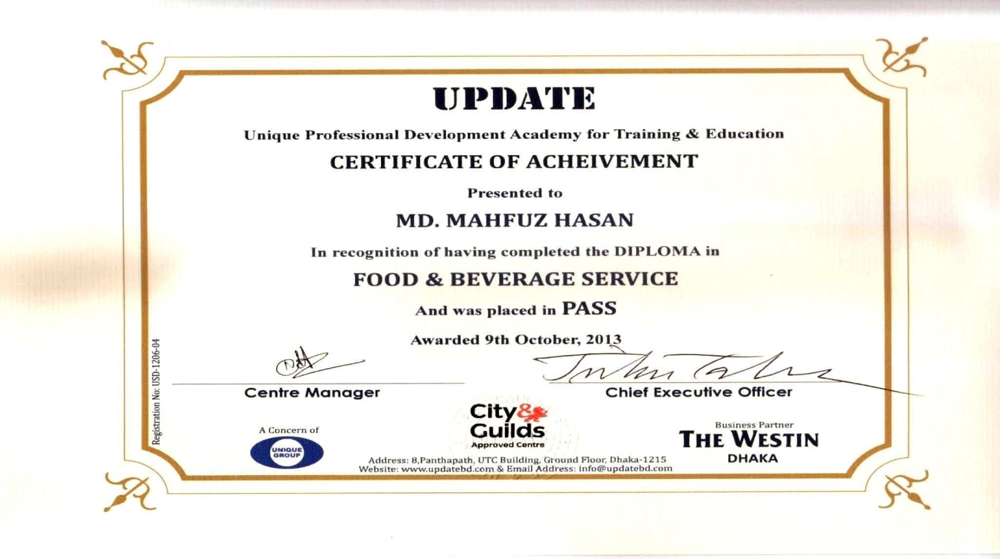 UPDATE
Unique Professional Development Academy for Training & Education
CERTIFICATE OF ACHEIVEMENT
Presented to
MD. MAHFUZ HASAN
In recognition of having completed the DIPLOMA in
FOOD & BEVERAGE SERVICE
And was placed in PASS
Awarded 9th October, 2013
Registration No: USD-1206-04
Centre Manager
Chief Executive Officer
A Concern of
UNIQUE
GROUP
City &
Guilds
Approved Centre
Business Partner
THE WESTIN
DHAKA
Address: 8,Panthapath, UTC Building, Ground Floor, Dhaka-1215
Website: www.updatebd.com & Email Address: info@updatebd.com